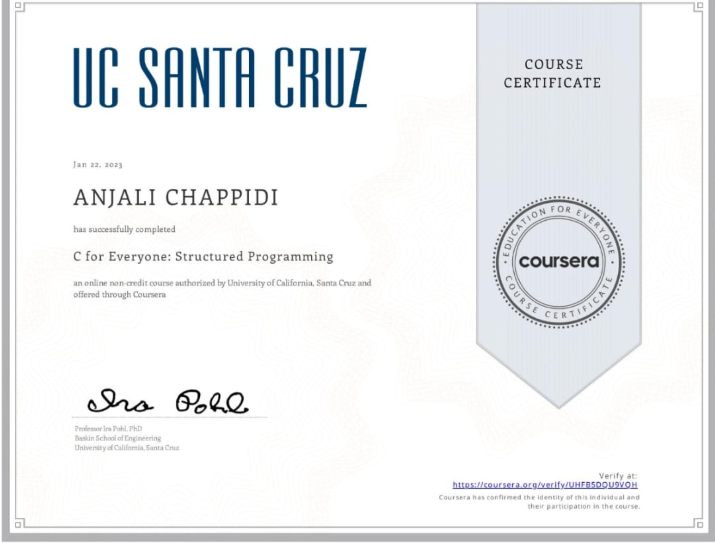 UC SANTA CRUZ
COURSE
CERTIFICATE
Jan 22, 2023
ANJALI CHAPPIDI
has successfully completed
C for Everyone: Structured Programming
an online non-credit course authorized by University of California, Santa Cruz and
offered through Coursera
EDUCATION FOR EVERYONE
coursera
COURSE CERTIFICATE
Ira Pohl
Professor Ira Pohl, PhD
Baskin School of Engineering
University of California, Santa Cruz
Verify at:
https://coursera.org/verify/UHFB5DQU9VQH
Coursera has confirmed the identity of this individual and
their participation in the course.